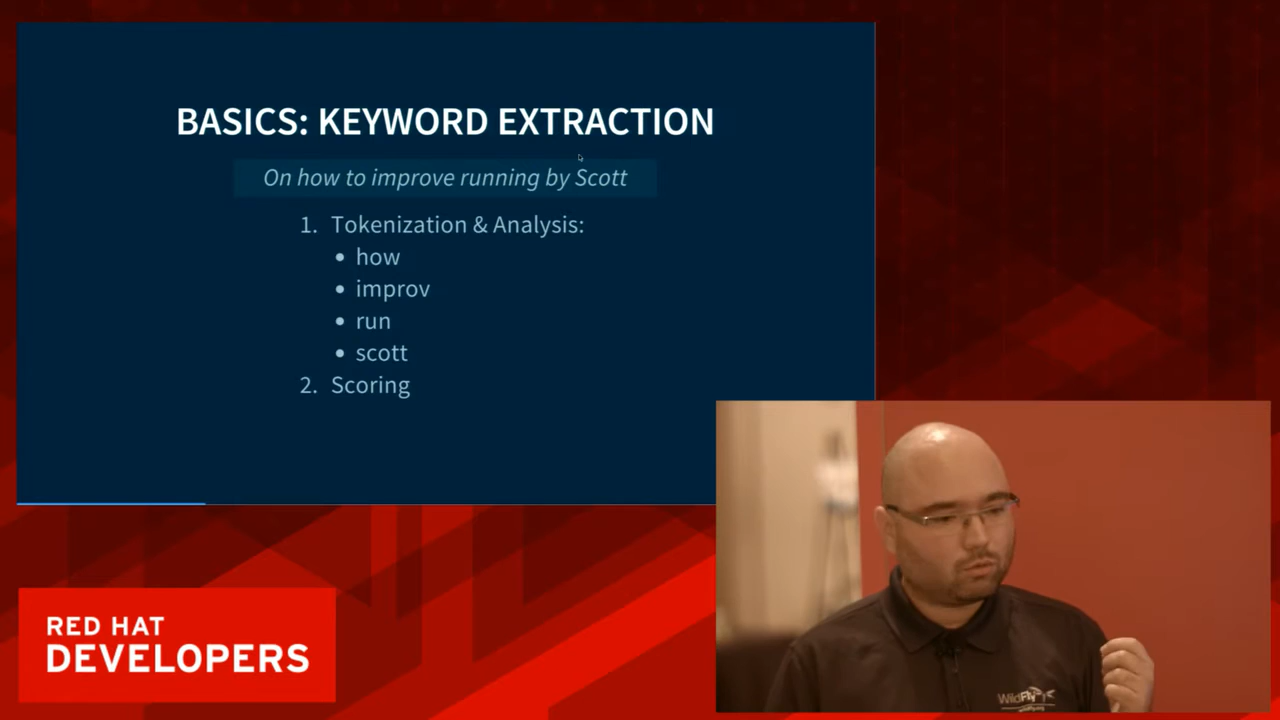 BASICS: KEYWORD EXTRACTION
On how to improve running by Scott
1. Tokenization & Analysis:
• how
• improv
• run
• scott
2. Scoring
RED HAT
DEVELOPERS
WildFly